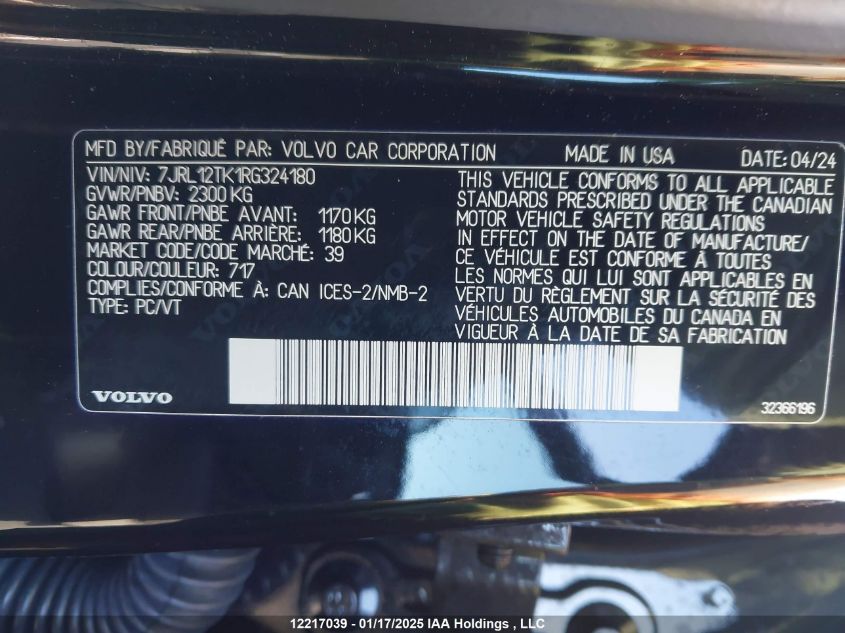 MFD BY/FABRIQUÈ PAR: VOLVO CAR CORPORATION MADE IN USA DATE: 04/24
VIN/NIV: 7JRL12TK1RG324180
GVWR/PNBV: 2300 KG
GAWR FRONT/PNBE AVANT: 1170 KG
GAWR REAR/PNBE ARRIÈRE: 1180 KG
MARKET CODE/CODE MARCHÉ: 39
COLOUR/COULEUR: 717
COMPLIES/CONFORME À: CAN ICES-2/NMB-2
TYPE: PC/VT
THIS VEHICLE CONFORMS TO ALL APPLICABLE
STANDARDS PRESCRIBED UNDER THE CANADIAN
MOTOR VEHICLE SAFETY REGULATIONS
IN EFFECT ON THE DATE OF MANUFACTURE/
CE VÉHICULE EST CONFORME À TOUTES
LES NORMES QUI LUI SONT APPLICABLES EN
VERTU DU RÈGLEMENT SUR LA SÉCURITÉ DES
VÉHICULES AUTOMOBILES DU CANADA EN
VIGUEUR À LA DATE DE SA FABRICATION
VOLVO
32366196
12217039 - 01/17/2025 IAA Holdings , LLC